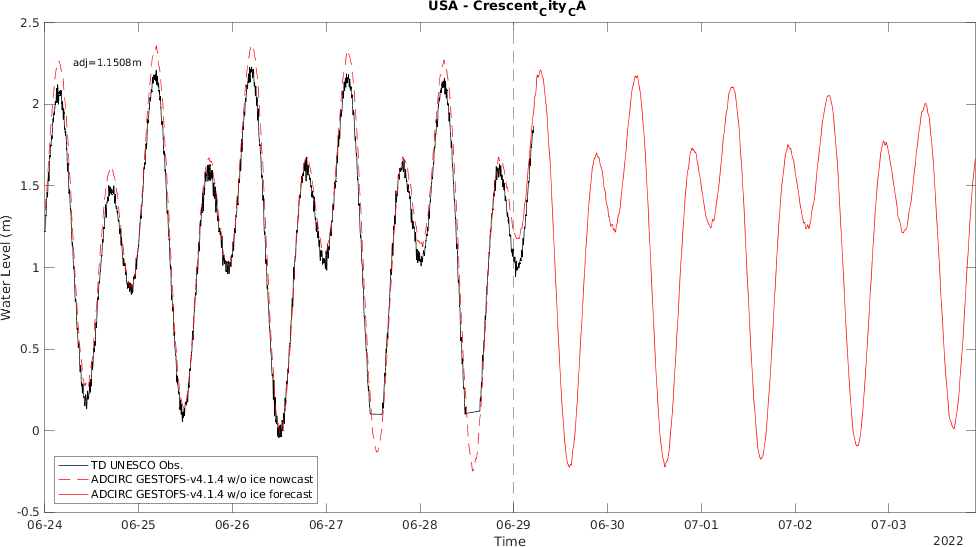 USA - Crescent_City_CA
adj=1.1508m
2.5
2
1.5
1
0.5
0
-0.5
Water Level (m)
TD UNESCO Obs.
ADCIRC GESTOFS-v4.1.4 w/o ice nowcast
ADCIRC GESTOFS-v4.1.4 w/o ice forecast
06-24 06-25 06-26 06-27 06-28 06-29 06-30 07-01 07-02 07-03
Time
2022